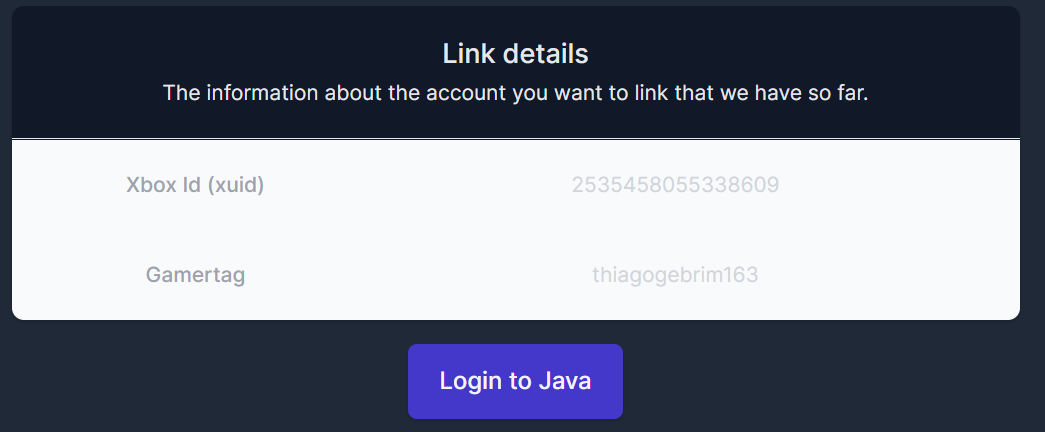 Link details
The information about the account you want to link that we have so far.
Xbox Id (xuid) 2535458055338609
Gamertag thiagogebrim163
Login to Java